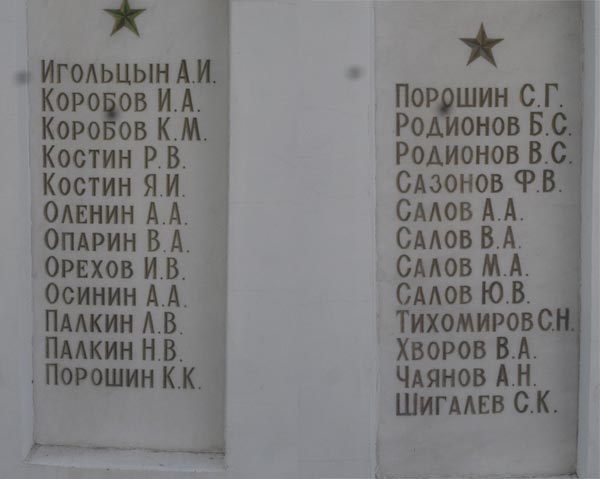 Игольцын А.И.
Коробов И.А.
Коробов К.М.
Костин Р.В.
Костин Я.И.
Оленин А.А.
Опарин В.А.
Орехов И.В.
Осинин А.А.
Палкин Л.В.
Палкин Н.В.
Порошин К.К.
Порошин С.Г.
Родионов Б.С.
Родионов В.С.
Сазонов Ф.В.
Салов А.А.
Салов В.А.
Салов М.А.
Салов Ю.В.
Тихомиров С.Н.
Хворов В.А.
Чаянов А.Н.
Шигалев С.К.